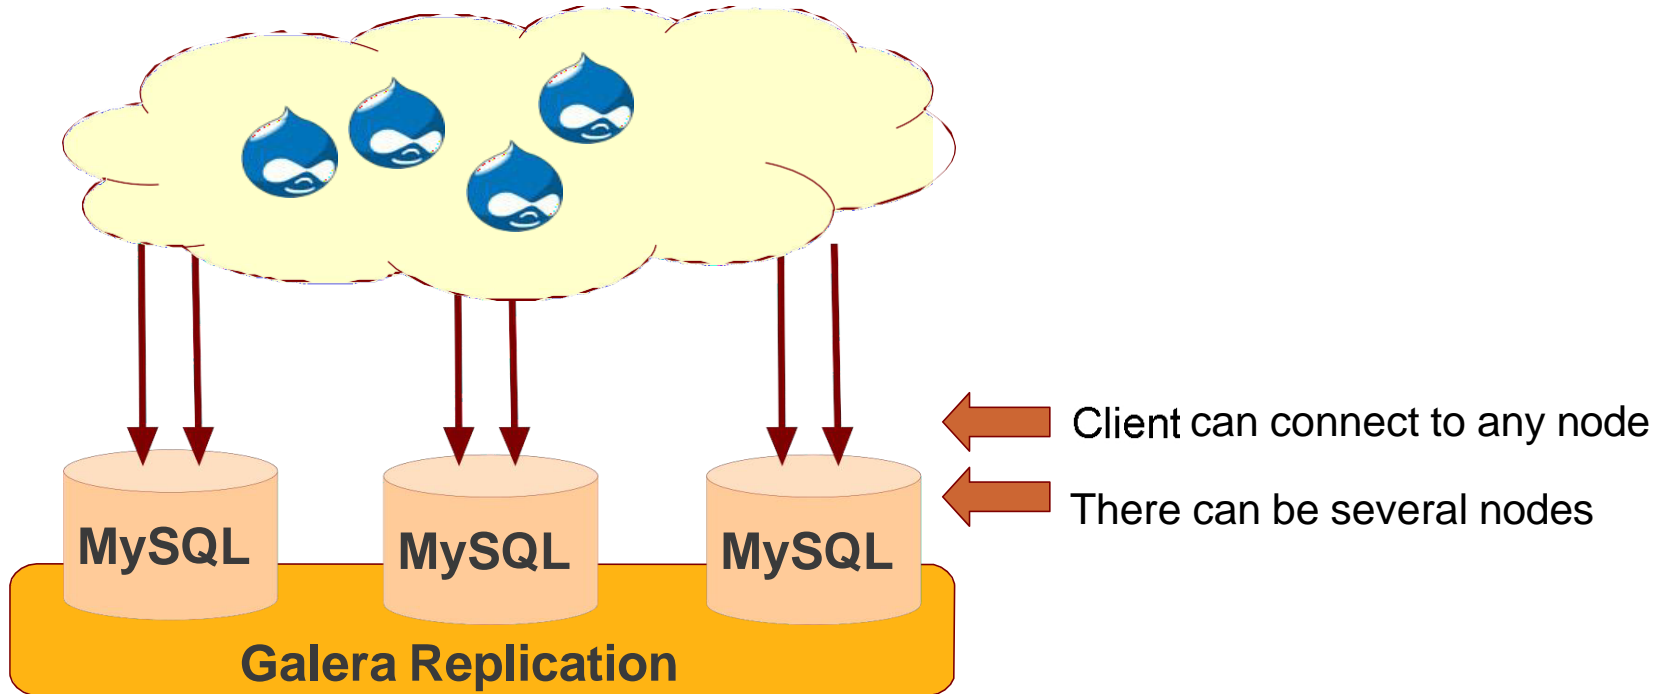 Client can connect to any node
There can be several nodes
MySQL
MySQL
MySQL
Galera Replication